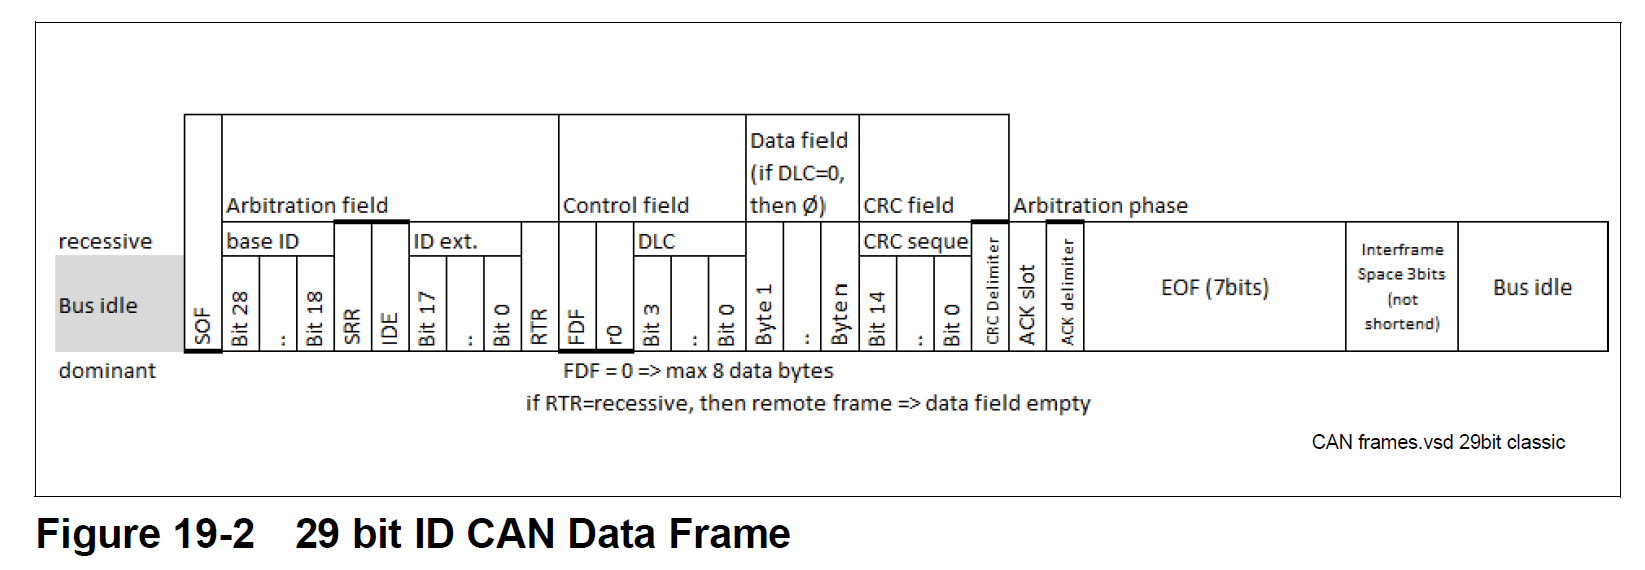 Data field
(if DLC=0,
Arbitration field
Control field
then Ø)
CRC field
Arbitration phase
recessive
base ID
ID ext.
DLC
CRC seque
Bus idle
SOF
Bit 28
..
Bit 18
SRR
IDE
Bit 17
..
Bit 0
RTR
FDF
r0
Bit 3
..
Bit 0
Byte 1
..
Byte n
Bit 14
..
Bit 0
CRC Delimiter
ACK slot
ACK delimiter
EOF (7bits)
Interframe
Space 3bits
(not
shortend)
Bus idle
dominant
FDF = 0 => max 8 data bytes
if RTR=recessive, then remote frame => data field empty
CAN frames.vsd 29bit classic
Figure 19-2 29 bit ID CAN Data Frame